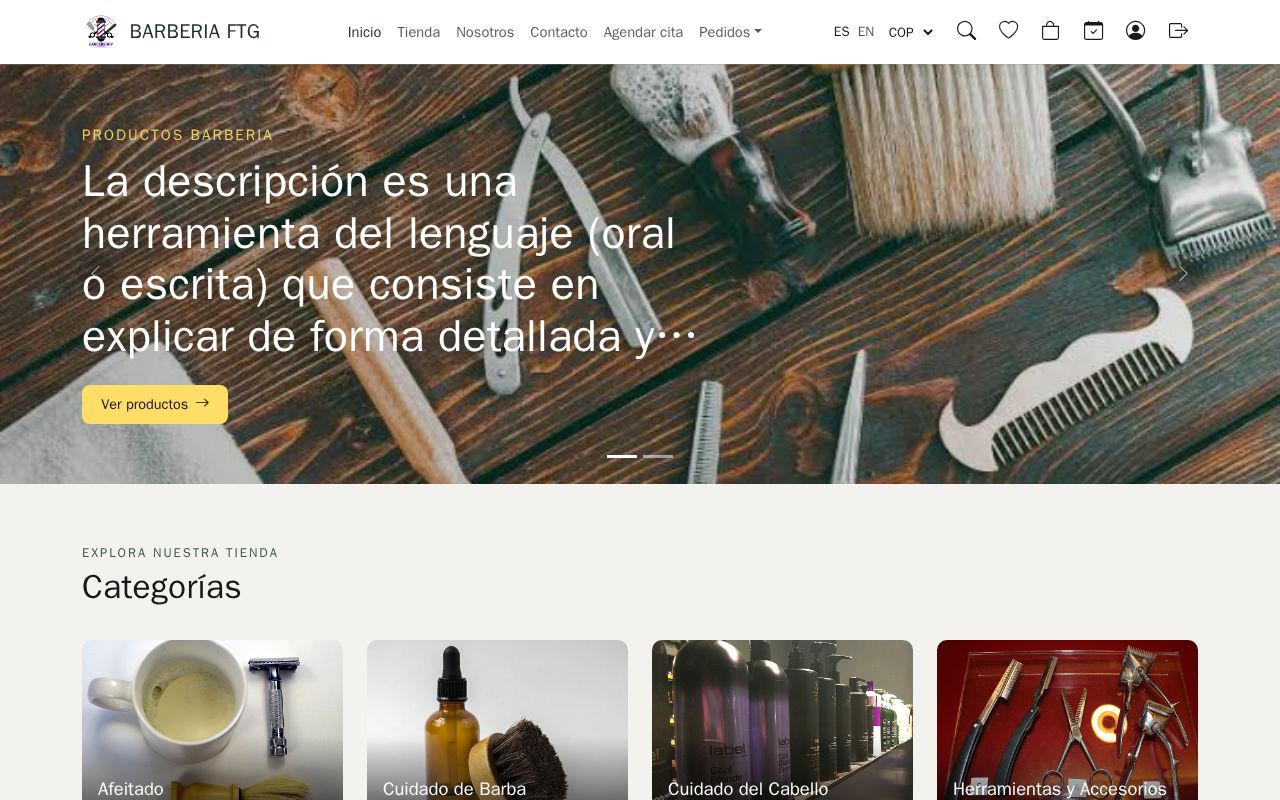 BARBERIA FTG
Inicio
Tienda
Nosotros
Contacto
Agendar cita
Pedidos
ES
EN
COP
PRODUCTOS BARBERIA
La descripción es una
herramienta del lenguaje (oral
o escrita) que consiste en
explicar de forma detallada y…
Ver productos
EXPLORA NUESTRA TIENDA
Categorías
label
label
Afeitado
Cuidado de Barba
Cuidado del Cabello
Herramientas y Accesorios